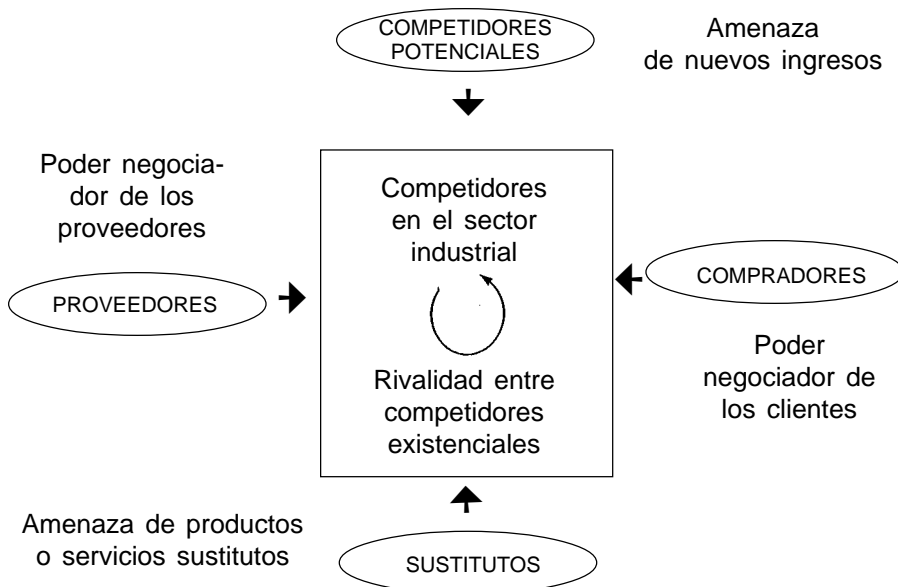 COMPETIDORES
POTENCIALES
Amenaza
de nuevos ingresos
Poder negocia-
dor de los
proveedores
PROVEEDORES
Competidores
en el sector
industrial
Rivalidad entre
competidores
existenciales
COMPRADORES
Poder
negociador de
los clientes
Amenaza de productos
o servicios sustitutos
SUSTITUTOS